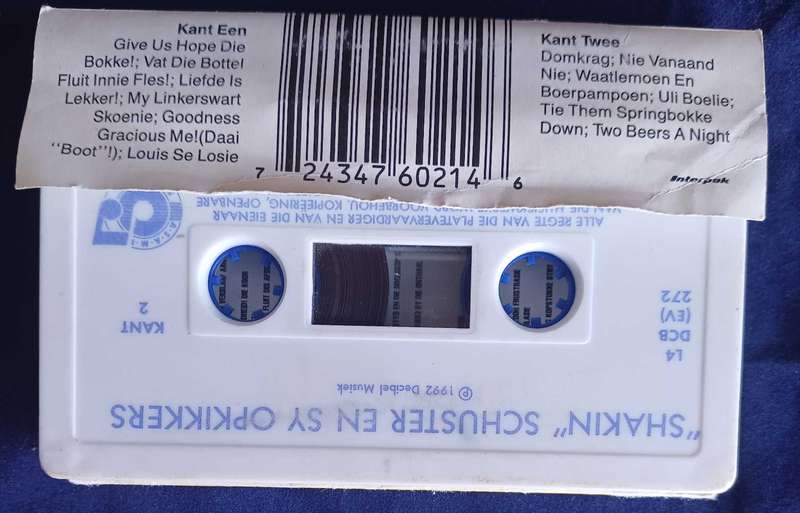 Kant Een
Give Us Hope Die
Bokke!; Vat Die Bottel
Fluit Innie Fles!; Liefde Is
Lekker!; My Linkerswart
Skoenie; Goodness
Gracious Me!(Daai
"Boot"!); Louis Se Losie
7 24347 60214 6
Kant Twee
Domkrag; Nie Vanaand
Nie; Waatlemoen En
Boerpampoen; Uli Boelie;
Tie Them Springbokke
Down; Two Beers A Night
Interpak
"SHAKIN" SCHUSTER EN SY OPKIKKERS
℗ 1992 Decibel Musiek
L4
DCB
(EV)
272
KANT
2
ALLE REGTE VAN DIE PLATEVERVAARDIGER EN VAN DIE EIENAAR
VOORBEHOU. KOPIEERING, OPENBARE